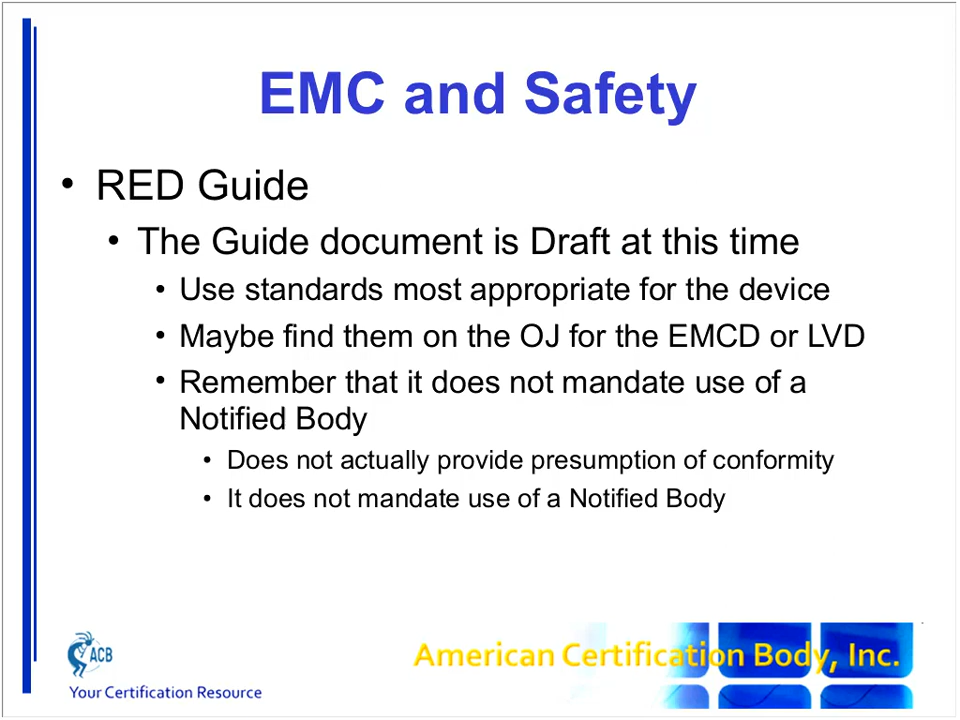 EMC and Safety
• RED Guide
• The Guide document is Draft at this time
• Use standards most appropriate for the device
• Maybe find them on the OJ for the EMCD or LVD
• Remember that it does not mandate use of a
Notified Body
• Does not actually provide presumption of conformity
• It does not mandate use of a Notified Body
ACB
American Certification Body, Inc.
Your Certification Resource